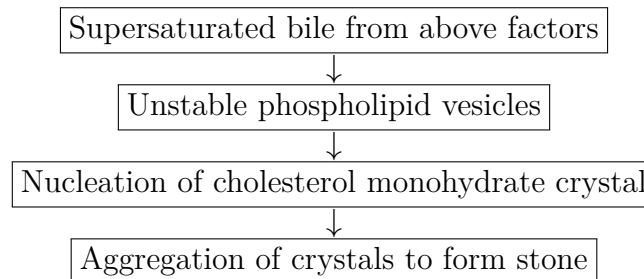 Supersaturated bile from above factors
Unstable phospholipid vesicles
Nucleation of cholesterol monohydrate crystal
Aggregation of crystals to form stone